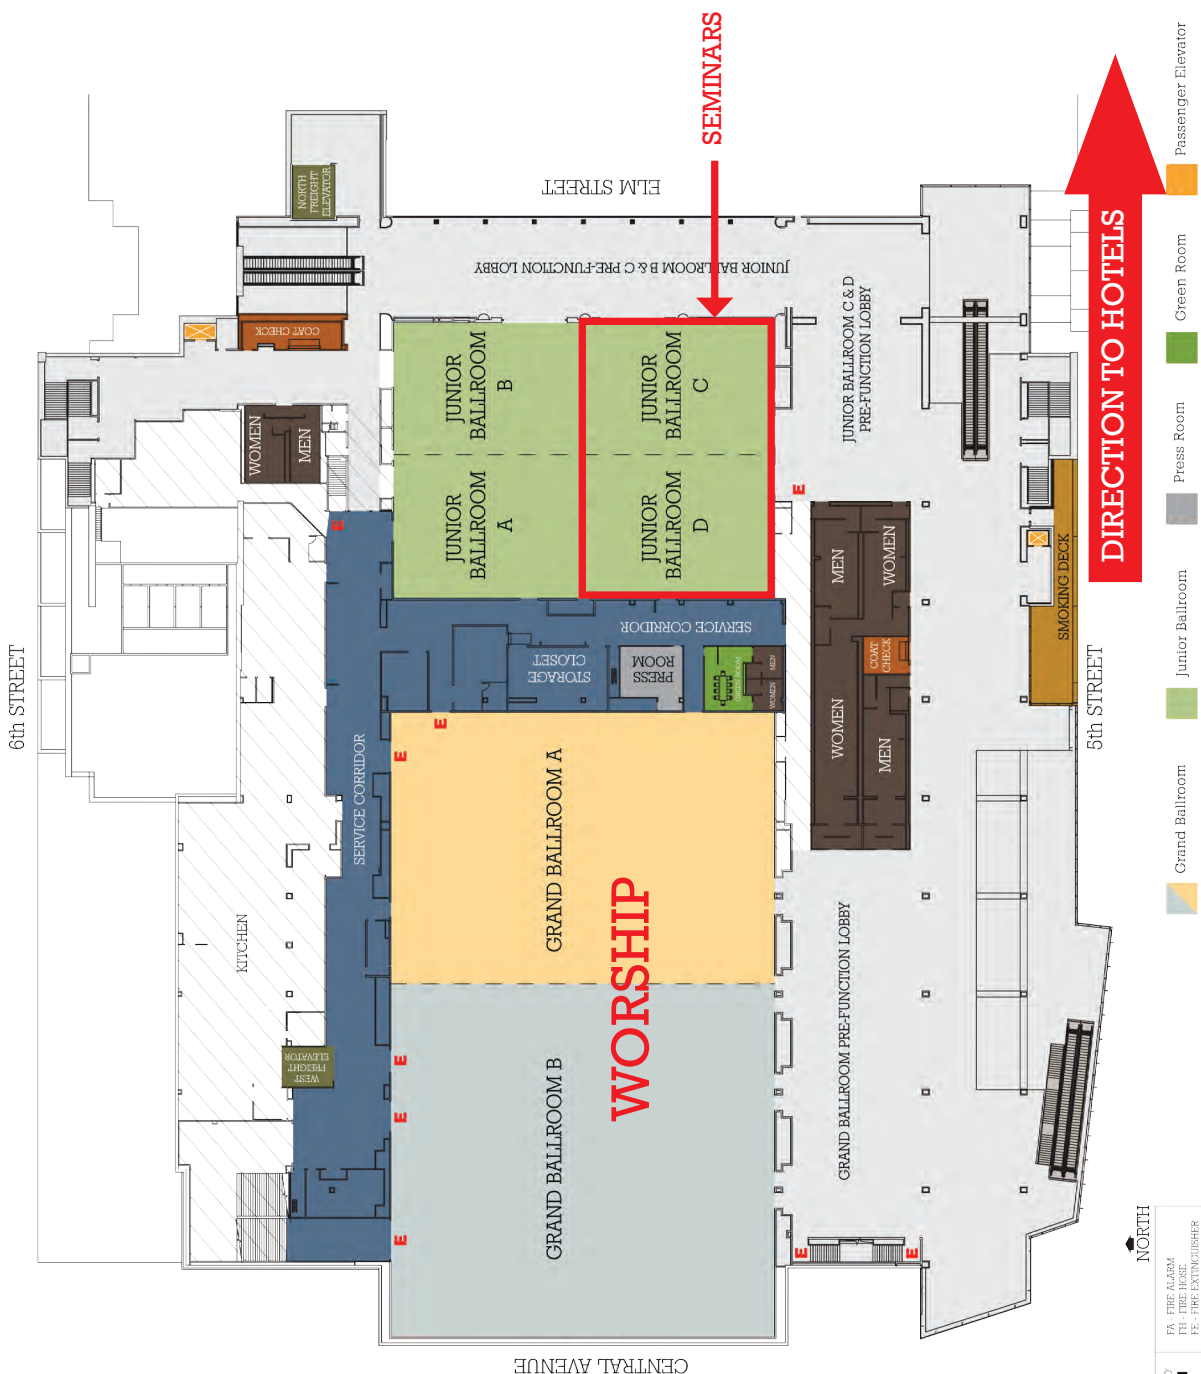 SEMINARS
ELM STREET
NORTH
FREIGHT
ELEVATOR
JUNIOR BALLROOM B & C PRE-FUNCTION LOBBY
COAT CHECK
JUNIOR
BALLROOM
B
JUNIOR
BALLROOM
C
JUNIOR BALLROOM C & D
PRE-FUNCTION LOBBY
WOMEN
MEN
JUNIOR
BALLROOM
A
JUNIOR
BALLROOM
D
E
E
MEN
WOMEN
SMOKING DECK
DIRECTION TO HOTELS
6th STREET
5th STREET
SERVICE CORRIDOR
STORAGE
CLOSET
PRESS
ROOM
GREEN ROOM
MEN
WOMEN
COAT
CHECK
WOMEN
MEN
E
E
SERVICE CORRIDOR
GRAND BALLROOM A
KITCHEN
WORSHIP
GRAND BALLROOM PRE-FUNCTION LOBBY
WEST
FREIGHT
ELEVATOR
E
E
GRAND BALLROOM B
E
E
E
CENTRAL AVENUE
NORTH
FA - FIRE ALARM
FH - FIRE HOSE
FE - FIRE EXTINGUISHER
Grand Ballroom
Junior Ballroom
Press Room
Green Room
Passenger Elevator